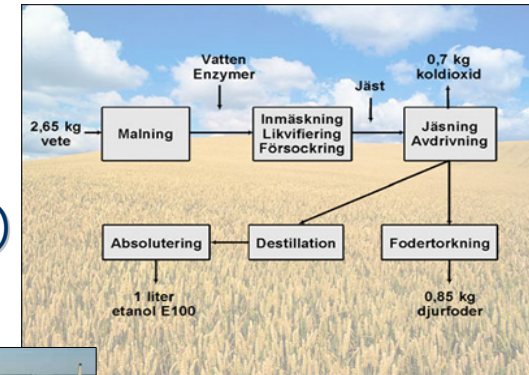 Vatten
Enzymer
0,7 kg
koldioxid
Jäst
2,65 kg
vete
Malning
Inmäskning
Likvifiering
Försockring
Jäsning
Avdrivning
Absolutering
Destillation
Fodertorkning
1 liter
etanol E100
0,85 kg
djurfoder